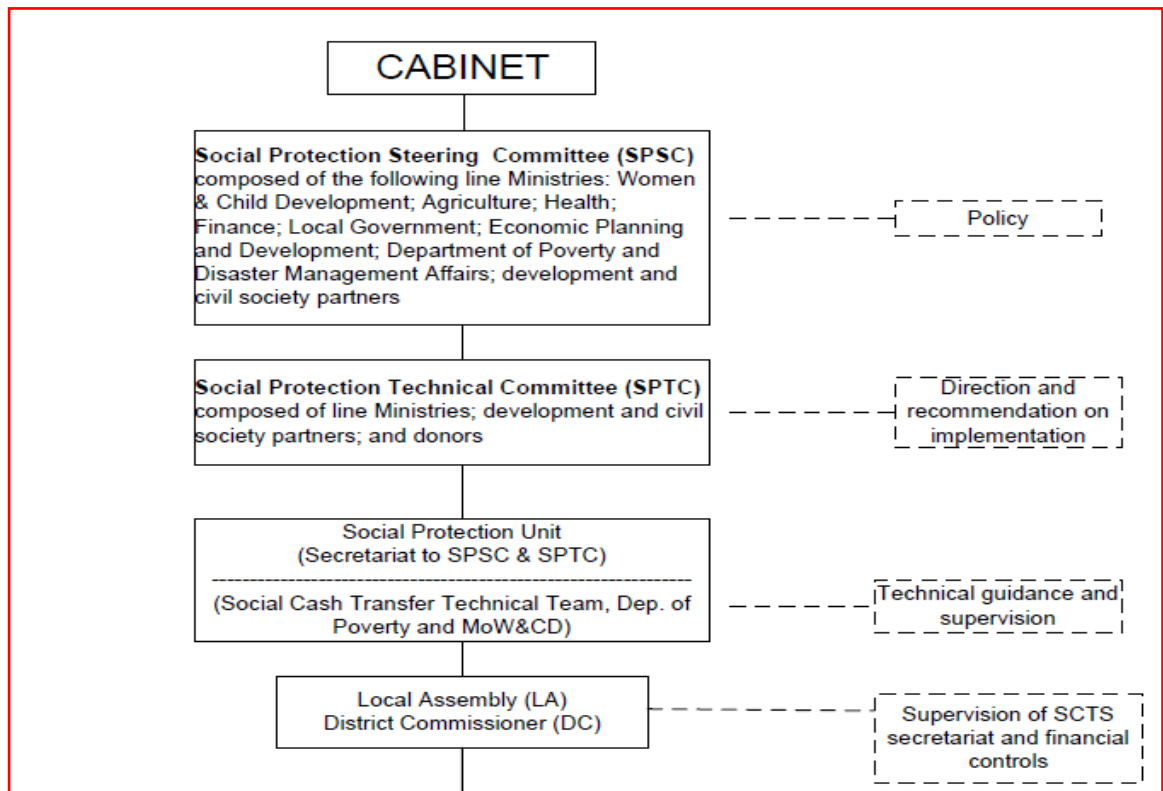 CABINET
Social Protection Steering Committee (SPSC)
composed of the following line Ministries: Women
& Child Development; Agriculture; Health;
Finance; Local Government; Economic Planning
and Development; Department of Poverty and
Disaster Management Affairs; development and
civil society partners
Policy
Social Protection Technical Committee (SPTC)
composed of line Ministries; development and civil
society partners; and donors
Direction and
recommendation on
implementation
Social Protection Unit
(Secretariat to SPSC & SPTC)
(Social Cash Transfer Technical Team, Dep. of
Poverty and MoW&CD)
Technical guidance and
supervision
Local Assembly (LA)
District Commissioner (DC)
Supervision of SCTS
secretariat and financial
controls